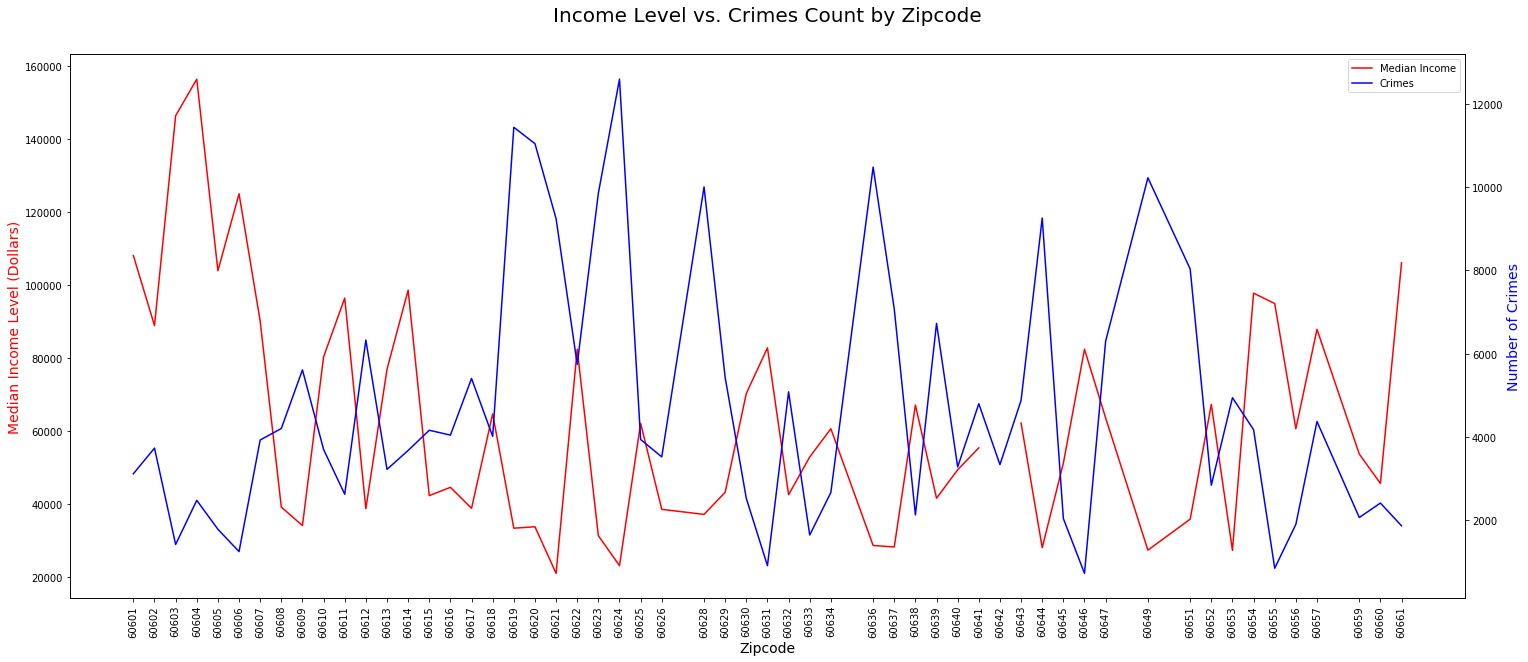 Income Level vs. Crimes Count by Zipcode
Median Income
Crimes
160000
140000
120000
100000
80000
60000
40000
20000
Median Income Level (Dollars)
12000
10000
8000
6000
4000
2000
Number of Crimes
60601 60602 60603 60604 60605 60606 60607 60608 60609 60610 60611 60612 60613 60614 60615 60616 60617 60618 60619 60620 60621 60622 60623 60624 60625 60626 60628 60629 60630 60631 60632 60633 60634 60636 60637 60638 60639 60640 60641 60642 60643 60644 60645 60646 60647 60649 60651 60652 60653 60654 60655 60656 60657 60659 60660 60661
Zipcode